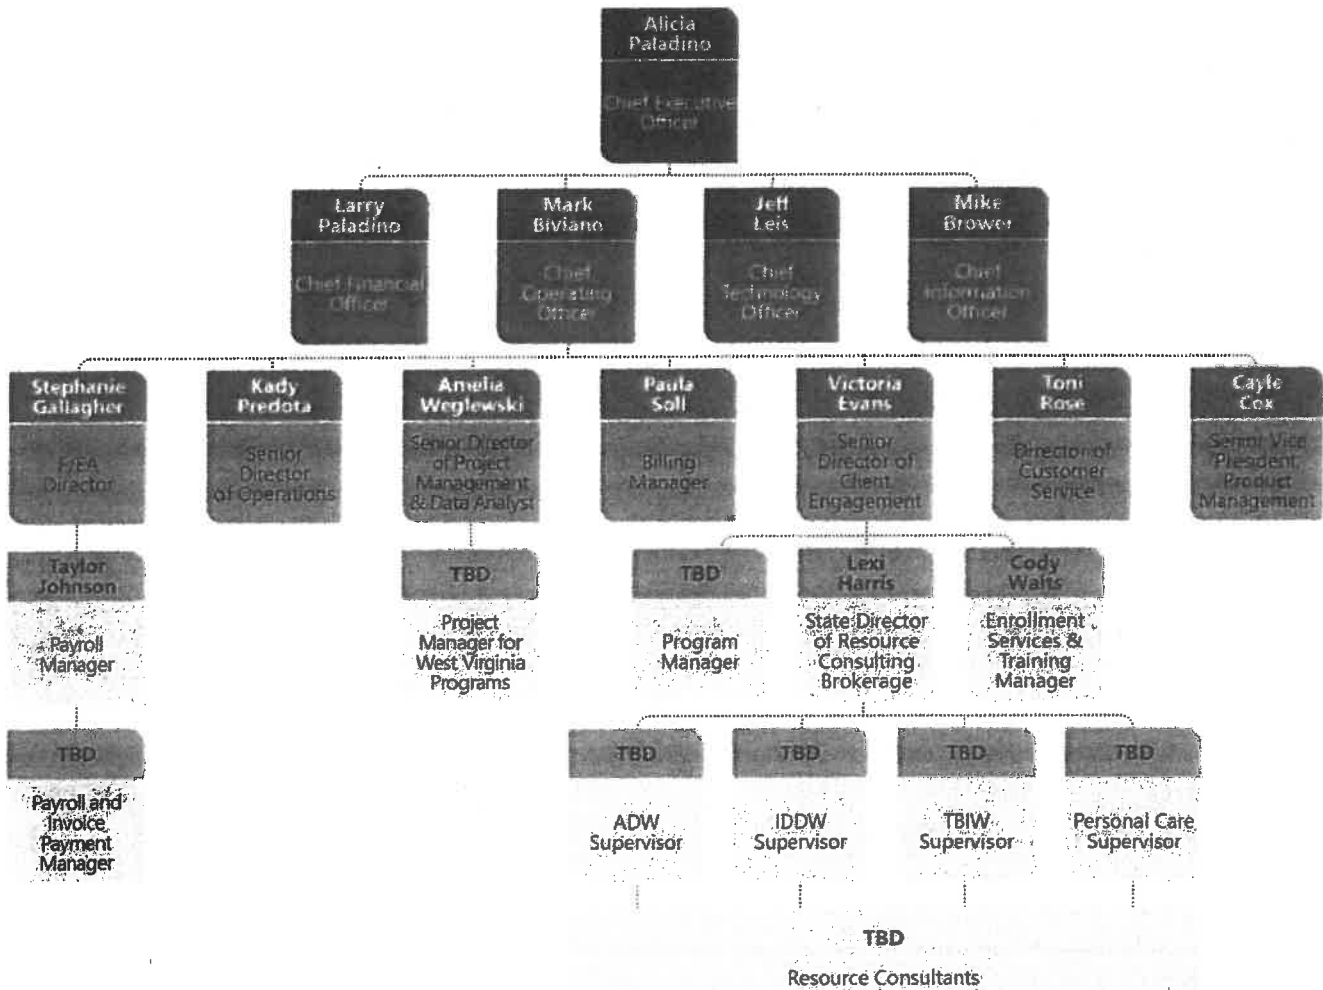 Alicia
Paladino
Chief Executive
Officer
Larry
Paladino
Chief Financial
Officer
Mark
Biviano
Chief
Operating
Officer
Jeff
Leis
Chief
Technology
Officer
Mike
Brower
Chief
Information
Officer
Stephanie
Gallagher
F/EA
Director
Kady
Predota
Senior
Director
of Operations
Amelia
Weglewski
Senior Director
of Project
Management
& Data Analyst
Paula
Soll
Billing
Manager
Victoria
Evans
Senior
Director of
Client
Engagement
Toni
Rose
Director of
Customer
Service
Cayle
Cox
Senior Vice
President,
Product
Management
Taylor
Johnson
Payroll
Manager
TBD
Project
Manager for
West Virginia
Programs
TBD
Program
Manager
Lexi
Harris
State Director
of Resource
Consulting
Brokerage
Cody
Walts
Enrollment
Services &
Training
Manager
TBD
Payroll and
Invoice
Payment
Manager
TBD
ADW
Supervisor
TBD
IDDW
Supervisor
TBD
TBIW
Supervisor
TBD
Personal Care
Supervisor
TBD
Resource Consultants